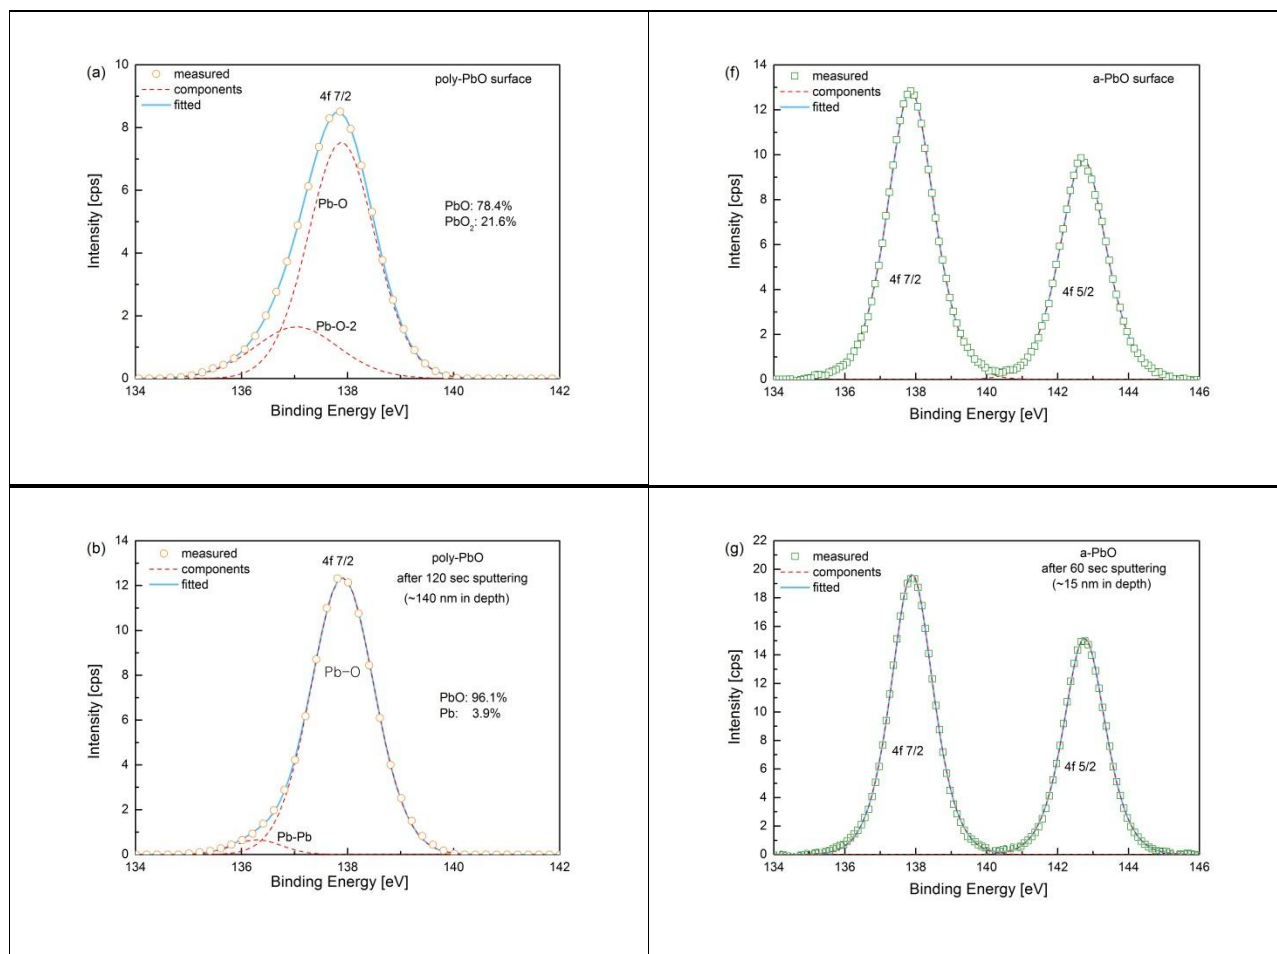 (a)
measured
components
fitted
poly-PbO surface
4f 7/2
Pb-O
Pb-O-2
PbO: 78.4%
PbO2: 21.6%
Intensity [cps]
10
8
6
4
2
0
134 136 138 140 142
Binding Energy [eV]
(f)
measured
components
fitted
a-PbO surface
4f 7/2
4f 5/2
Intensity [cps]
14
12
10
8
6
4
2
0
134 136 138 140 142 144 146
Binding Energy [eV]
(b)
measured
components
fitted
4f 7/2
poly-PbO
after 120 sec sputtering
(~140 nm in depth)
Pb-O
PbO: 96.1%
Pb: 3.9%
Pb-Pb
Intensity [cps]
14
12
10
8
6
4
2
0
134 136 138 140 142
Binding Energy [eV]
(g)
measured
components
fitted
a-PbO
after 60 sec sputtering
(~15 nm in depth)
4f 7/2
4f 5/2
Intensity [cps]
22
20
18
16
14
12
10
8
6
4
2
0
134 136 138 140 142 144 146
Binding Energy [eV]